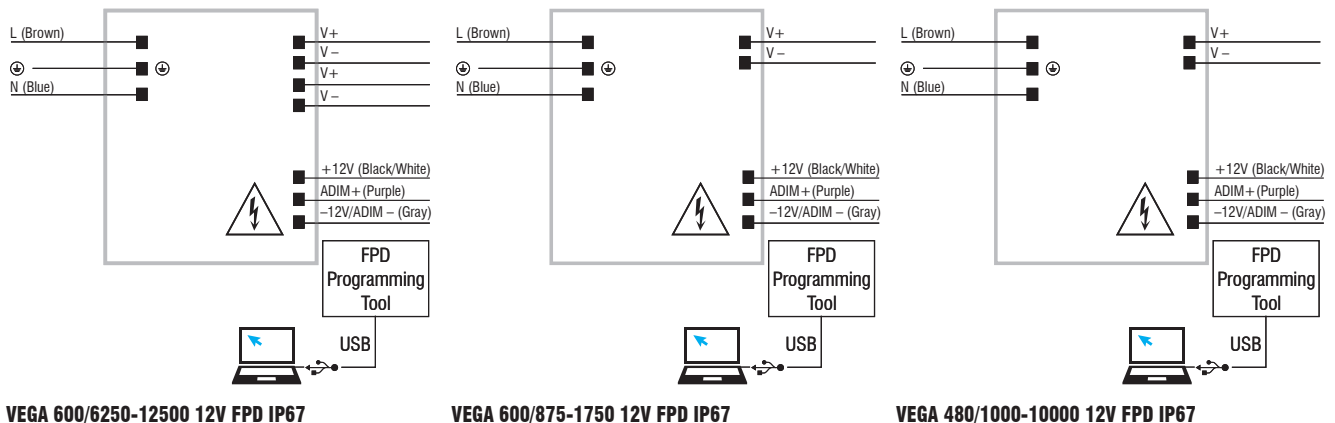 L (Brown)
N (Blue)
V+
V –
V+
V –
+12V (Black/White)
ADIM+(Purple)
–12V/ADIM – (Gray)
FPD
Programming
Tool
USB
VEGA 600/6250-12500 12V FPD IP67
L (Brown)
N (Blue)
V+
V –
+12V (Black/White)
ADIM+(Purple)
–12V/ADIM – (Gray)
FPD
Programming
Tool
USB
VEGA 600/875-1750 12V FPD IP67
L (Brown)
N (Blue)
V+
V –
+12V (Black/White)
ADIM+(Purple)
–12V/ADIM – (Gray)
FPD
Programming
Tool
USB
VEGA 480/1000-10000 12V FPD IP67